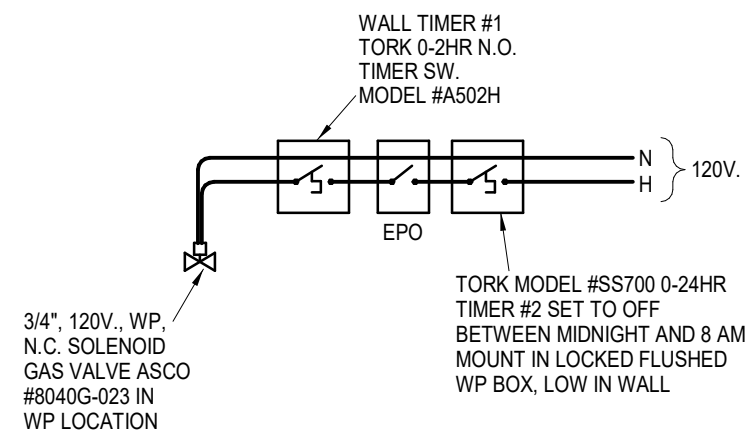 WALL TIMER #1
TORK 0-2HR N.O.
TIMER SW.
MODEL #A502H
N
H
120V.
EPO
TORK MODEL #SS700 0-24HR
TIMER #2 SET TO OFF
BETWEEN MIDNIGHT AND 8 AM
MOUNT IN LOCKED FLUSHED
WP BOX, LOW IN WALL
3/4", 120V., WP,
N.C. SOLENOID
GAS VALVE ASCO
#8040G-023 IN
WP LOCATION